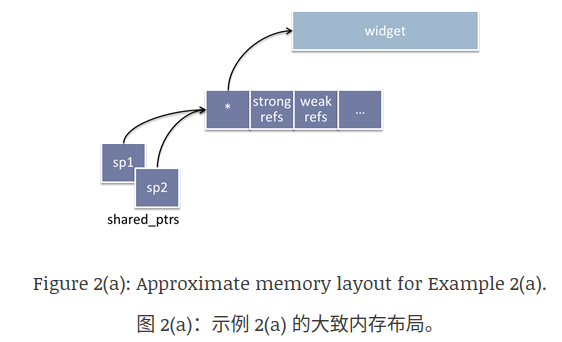 widget
*
strong
refs
weak
refs
...
sp1
sp2
shared_ptrs
Figure 2(a): Approximate memory layout for Example 2(a).
图 2(a)：示例 2(a) 的大致内存布局。